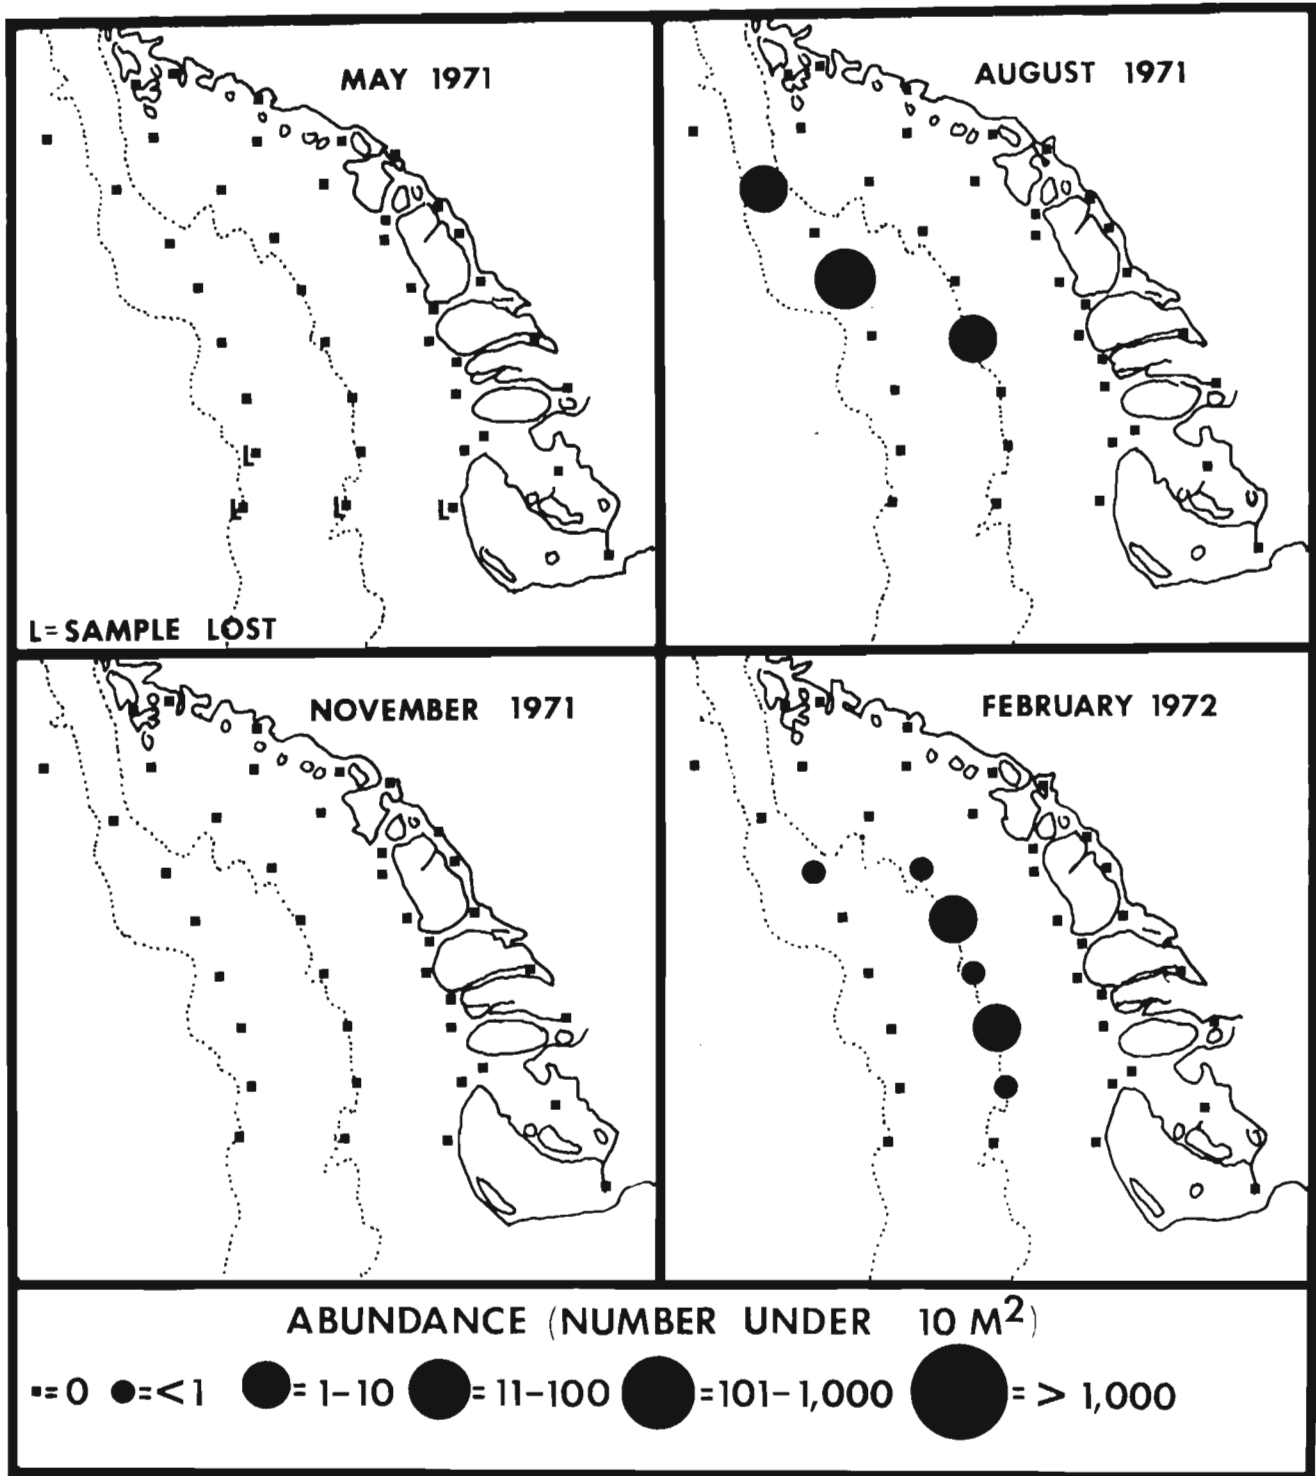 MAY 1971
AUGUST 1971
L
L
L
L
L=SAMPLE LOST
NOVEMBER 1971
FEBRUARY 1972
ABUNDANCE (NUMBER UNDER 10 M²)
=0 =<1 =1-10 =11-100 =101-1,000 => 1,000